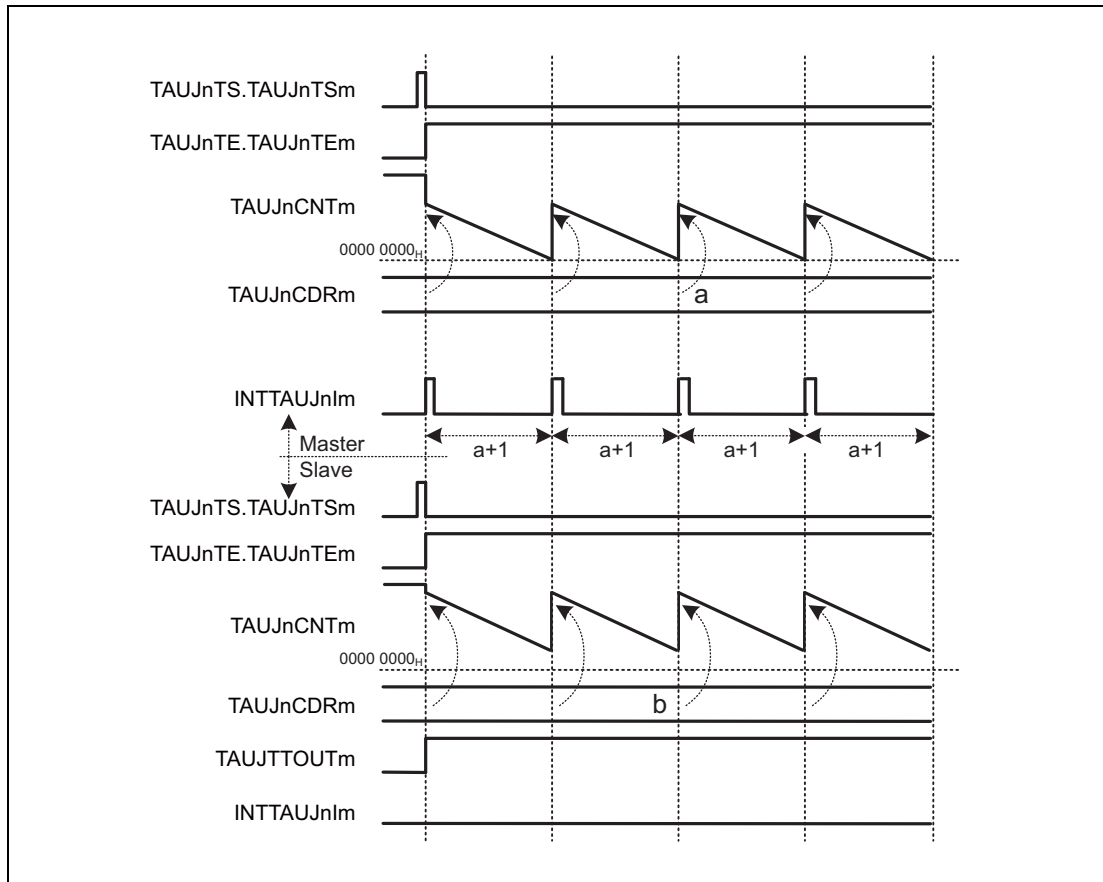 TAUJnTS.TAUJnTSm
TAUJnTE.TAUJnTEm
TAUJnCNTm
0000 0000H
TAUJnCDRm
a
INTTAUJnIm
Master
a+1 a+1 a+1 a+1
Slave
TAUJnTS.TAUJnTSm
TAUJnTE.TAUJnTEm
TAUJnCNTm
0000 0000H
TAUJnCDRm
b
TAUJTTOUTm
INTTAUJnIm